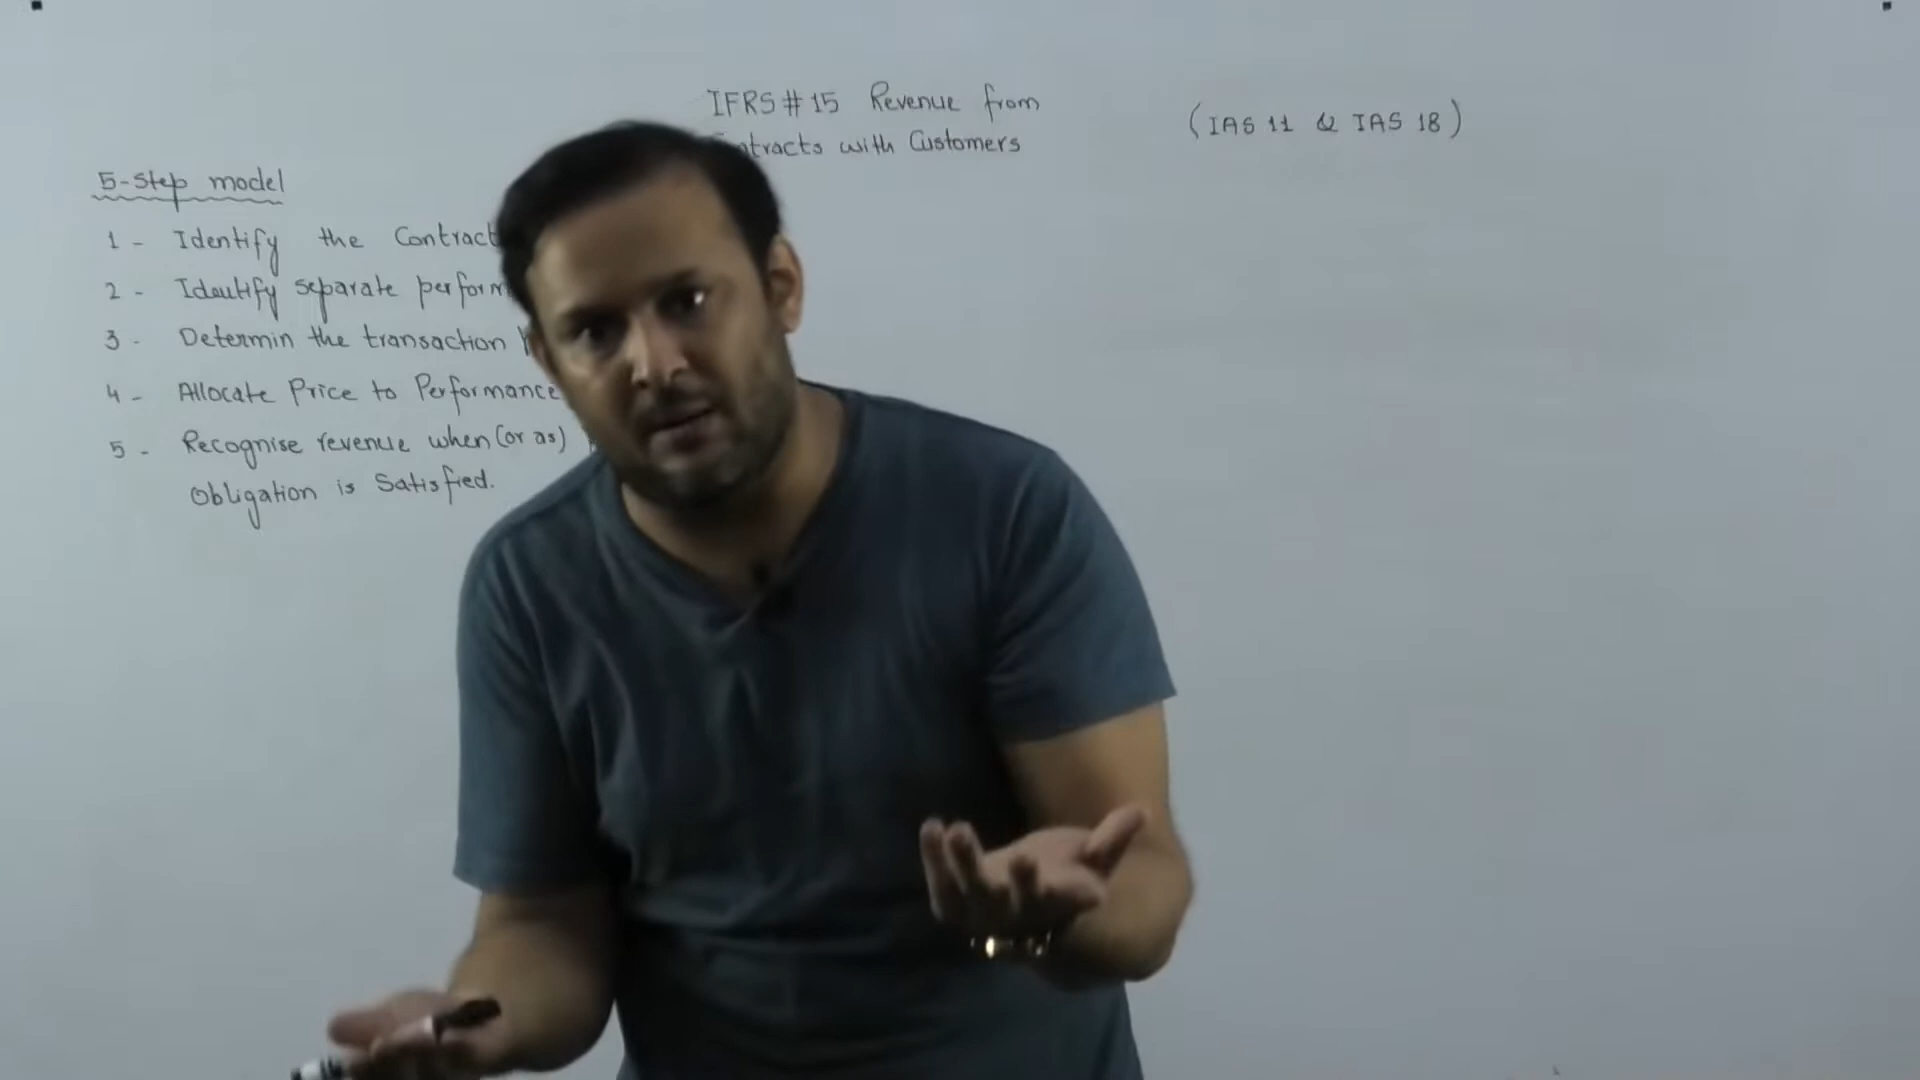 IFRS # 15 Revenue from
with Customers
(IAS 11 & IAS 18)
5-Step model
1 - Identify the Contract
2 - Identify separate
3 - Determin the transaction
4 - Allocate Price to Performance
5 - Recognise revenue when (or as)
Obligation is Satisfied.